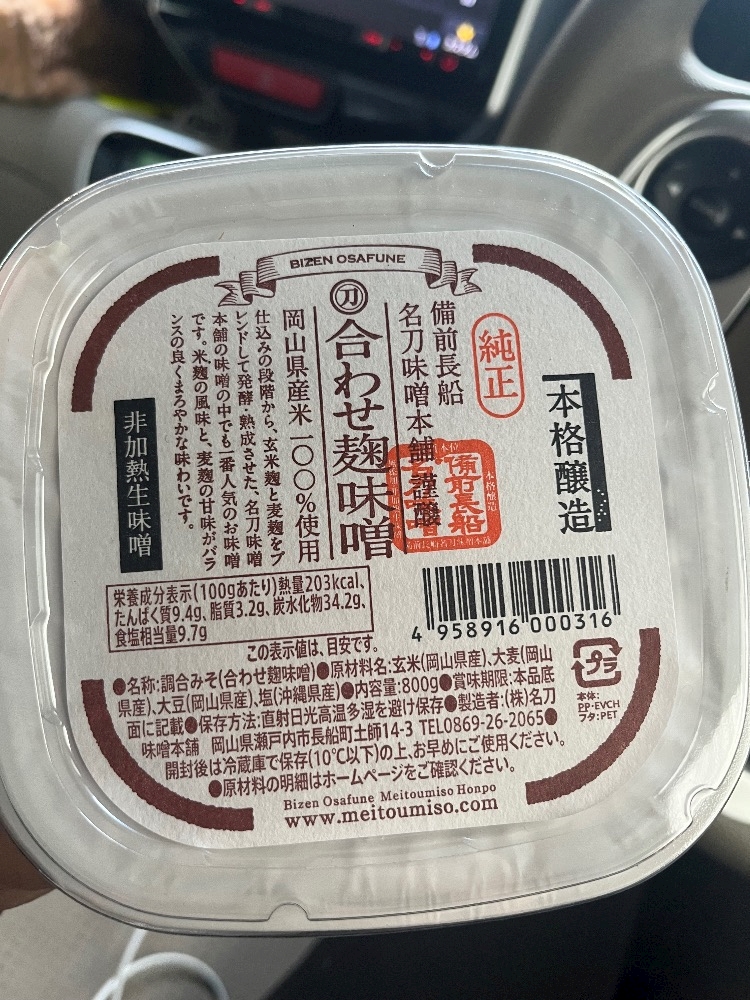 BIZEN OSAFUNE
純正
本格醸造
備前長船
名刀味噌本舗 謹醸
刀
合わせ麹味噌
岡山県産米一〇〇%使用
仕込みの段階から、玄米麹と麦麹をブ
レンドして発酵・熟成させた、名刀味噌
本舗の味噌の中でも一番人気のお味噌
です。米麹の風味と、麦麹の甘味がバラ
ンスの良くまろやかな味わいです。
非加熱生味噌
備前長船
栄養成分表示(100gあたり)熱量203kcal、
たんぱく質9.4g、脂質3.2g、炭水化物34.2g、
食塩相当量9.7g
この表示値は、目安です。
4 958916 000316
プラ
本体:
PP・EVOH
フタ:PET
●名称:調合みそ(合わせ麹味噌)●原材料名:玄米(岡山県産)、大麦(岡山
県産)、大豆(岡山県産)、塩(沖縄県産)●内容量:800g●賞味期限:本品底
面に記載●保存方法:直射日光高温多湿を避け保存●製造者:(株)名刀
味噌本舗 岡山県瀬戸内市長船町土師14-3 TEL0869-26-2065●
開封後は冷蔵庫で保存(10℃以下)の上、お早めにご使用ください。
●原材料の明細はホームページをご確認ください。
Bizen Osafune Meitoumiso Honpo
www.meitoumiso.com